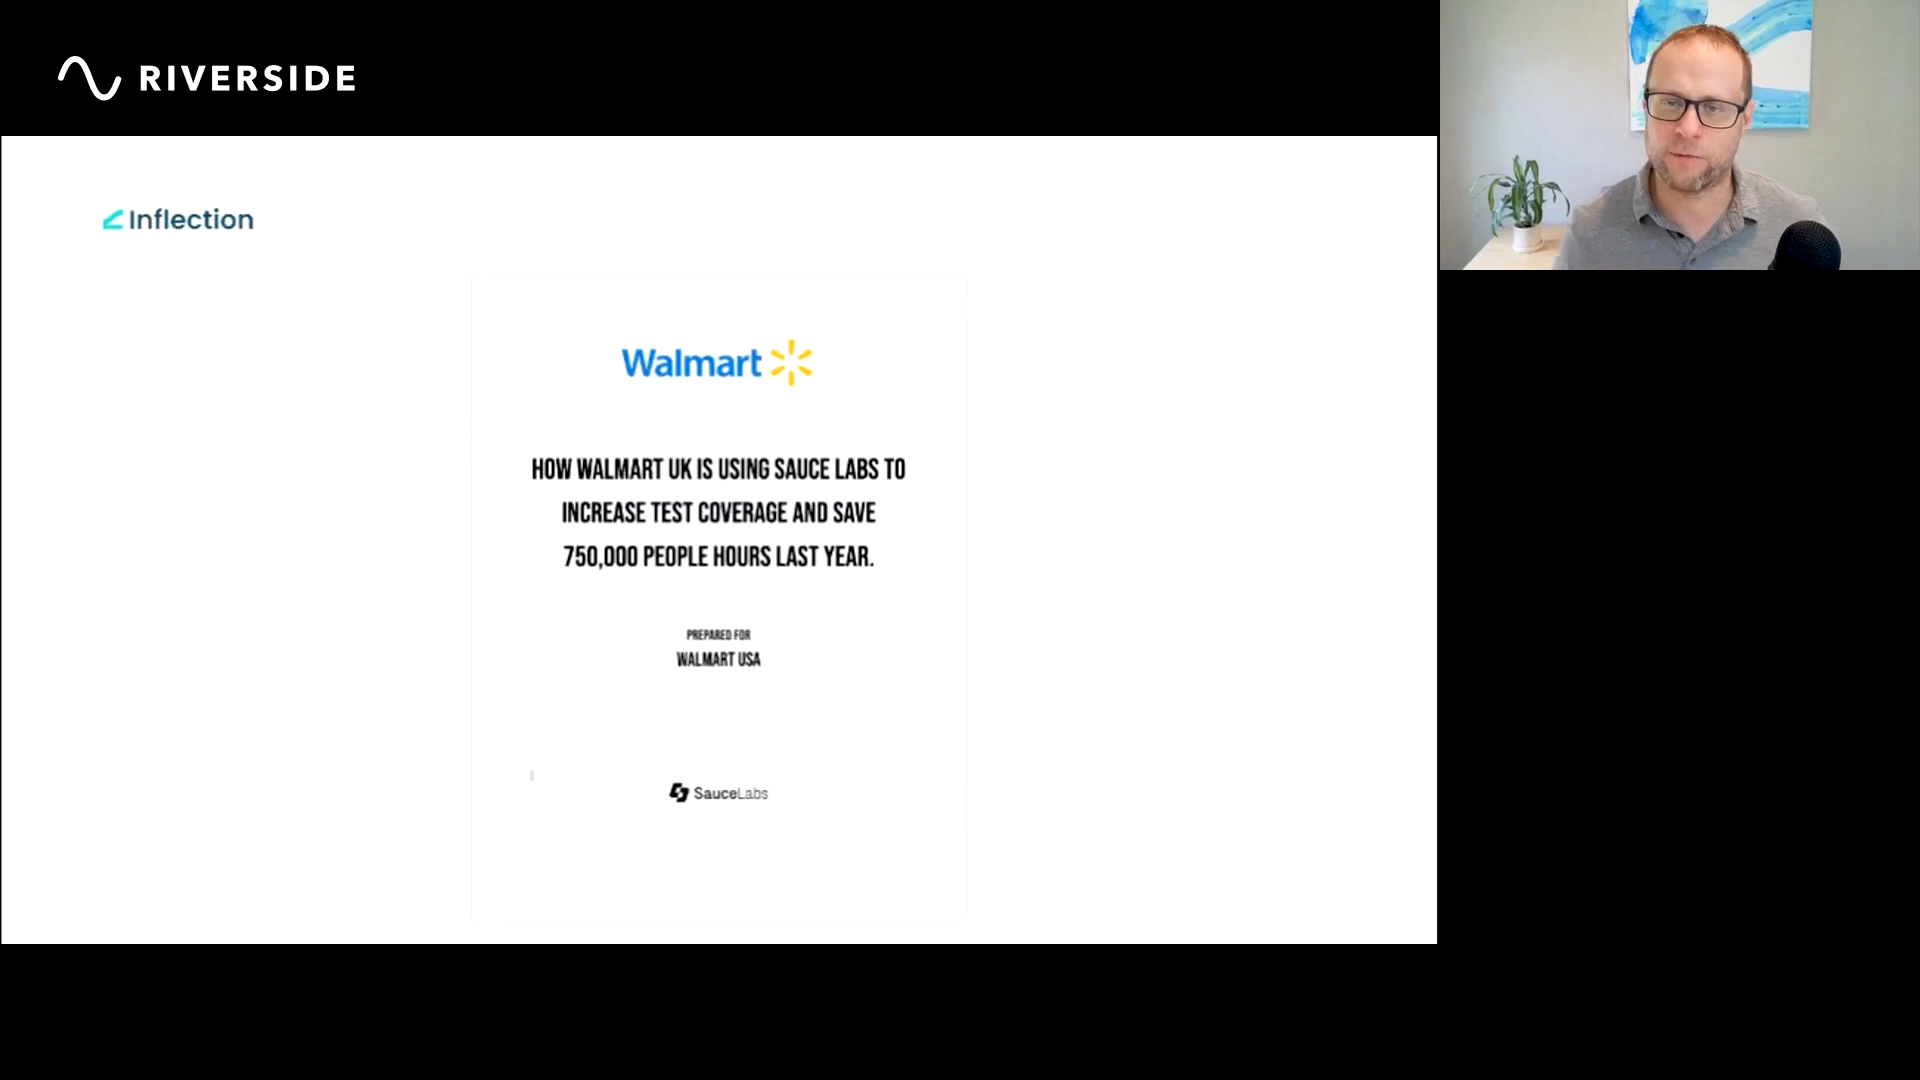 RIVERSIDE
Inflection
Walmart
HOW WALMART UK IS USING SAUCE LABS TO
INCREASE TEST COVERAGE AND SAVE
750,000 PEOPLE HOURS LAST YEAR.
PREPARED FOR
WALMART USA
SauceLabs